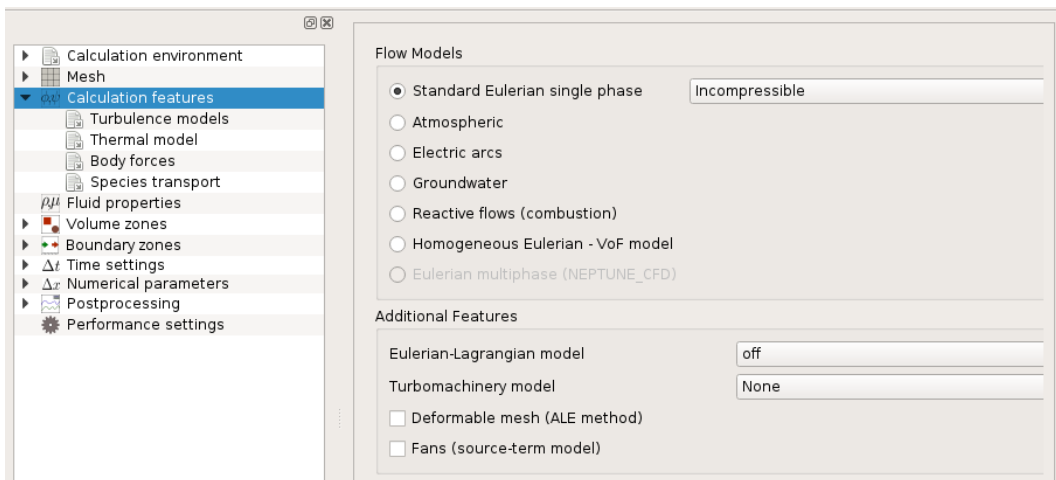 Calculation environment
Mesh
Calculation features
Turbulence models
Thermal model
Body forces
Species transport
ρ,μ Fluid properties
Volume zones
Boundary zones
Δt Time settings
Δx Numerical parameters
Postprocessing
Performance settings
Flow Models
Standard Eulerian single phase Incompressible
Atmospheric
Electric arcs
Groundwater
Reactive flows (combustion)
Homogeneous Eulerian - VoF model
Eulerian multiphase (NEPTUNE_CFD)
Additional Features
Eulerian-Lagrangian model off
Turbomachinery model None
Deformable mesh (ALE method)
Fans (source-term model)